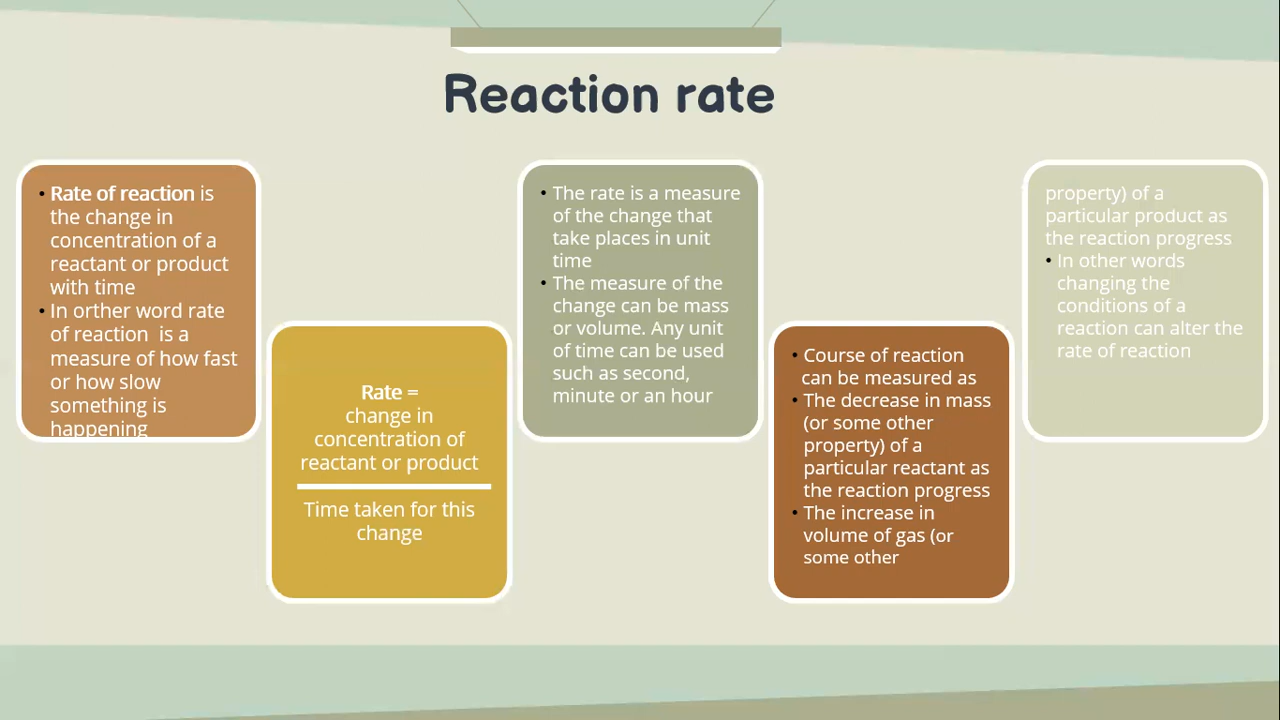 Reaction rate
• Rate of reaction is
the change in
concentration of a
reactant or product
with time
• In orther word rate
of reaction  is a
measure of how fast
or how slow
something is
happening
Rate =
change in
concentration of
reactant or product
Time taken for this
change
• The rate is a measure
of the change that
take places in unit
time
• The measure of the
change can be mass
or volume. Any unit
of time can be used
such as second,
minute or an hour
• Course of reaction
can be measured as
• The decrease in mass
(or some other
property) of a
particular reactant as
the reaction progress
• The increase in
volume of gas (or
some other
property) of a
particular product as
the reaction progress
• In other words
changing the
conditions of a
reaction can alter the
rate of reaction